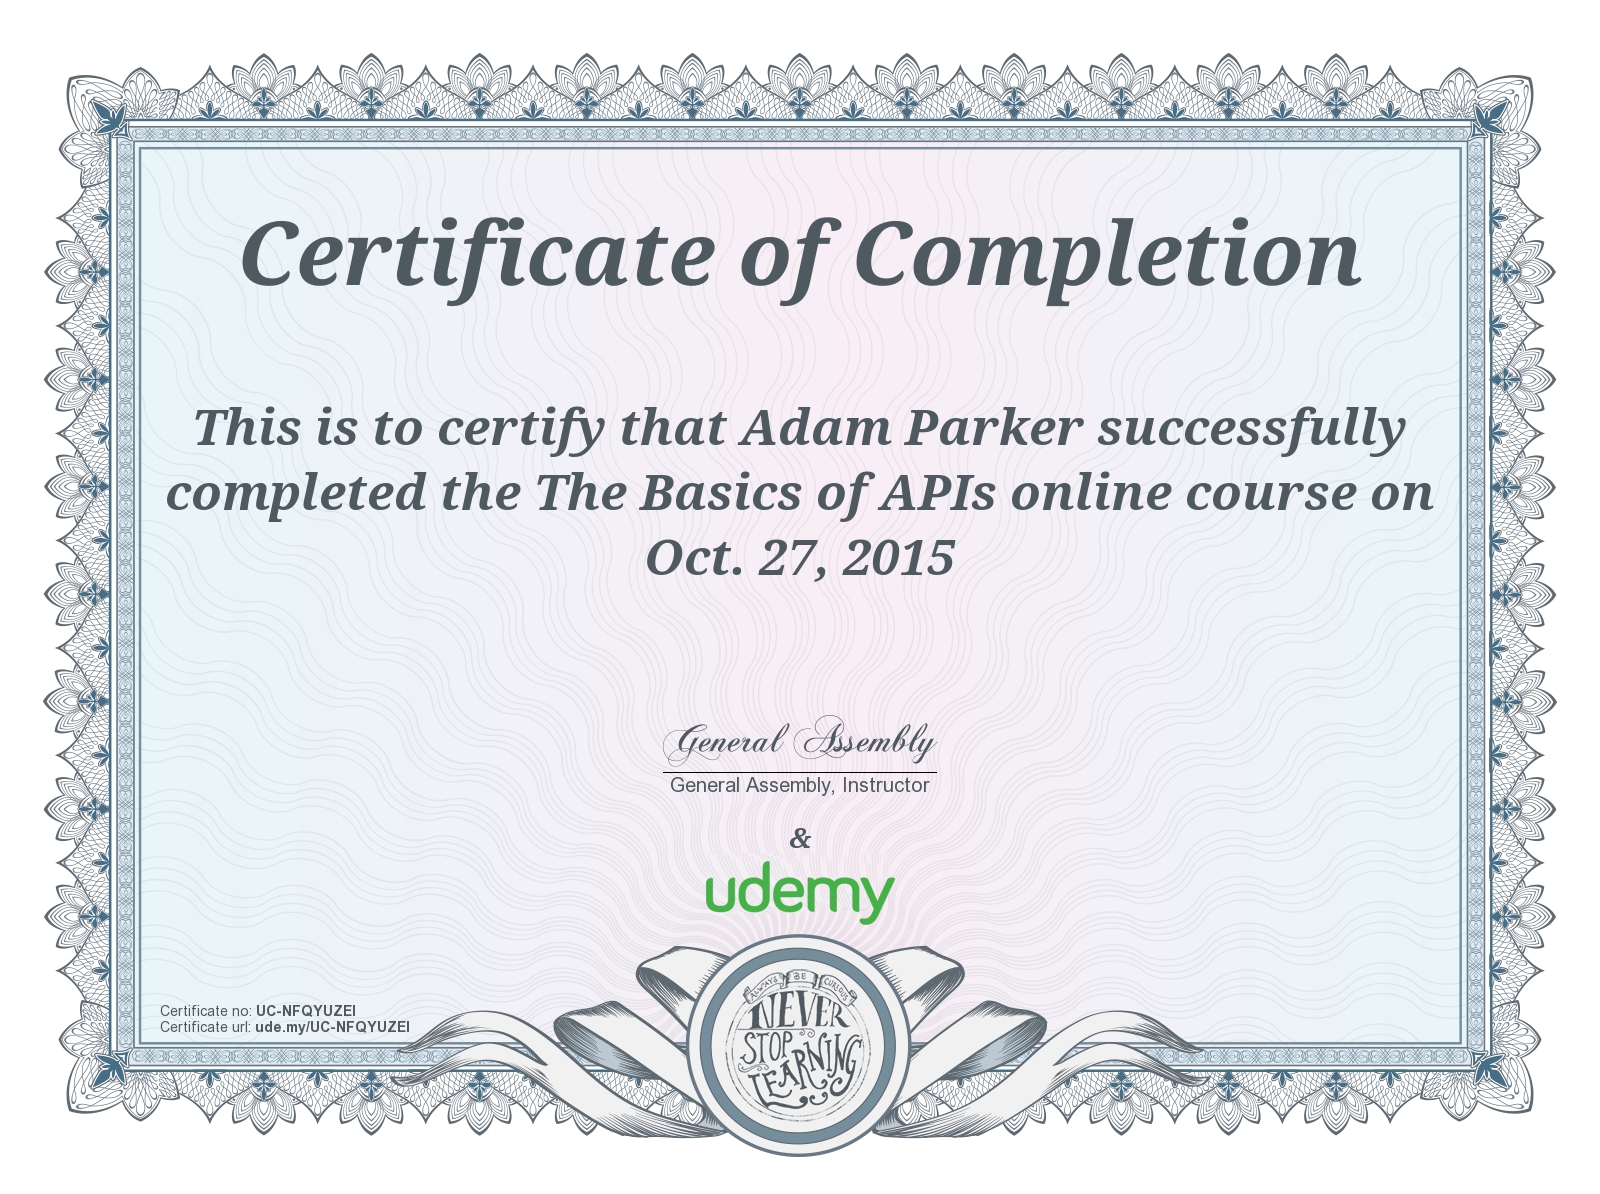 Certificate of Completion
This is to certify that Adam Parker successfully
completed the The Basics of APIs online course on
Oct. 27, 2015
General Assembly
General Assembly, Instructor
&
udemy
Certificate no: UC-NFQYUZEI
Certificate url: ude.my/UC-NFQYUZEI
ALWAYS BE CURIOUS
NEVER
STOP
LEARNING